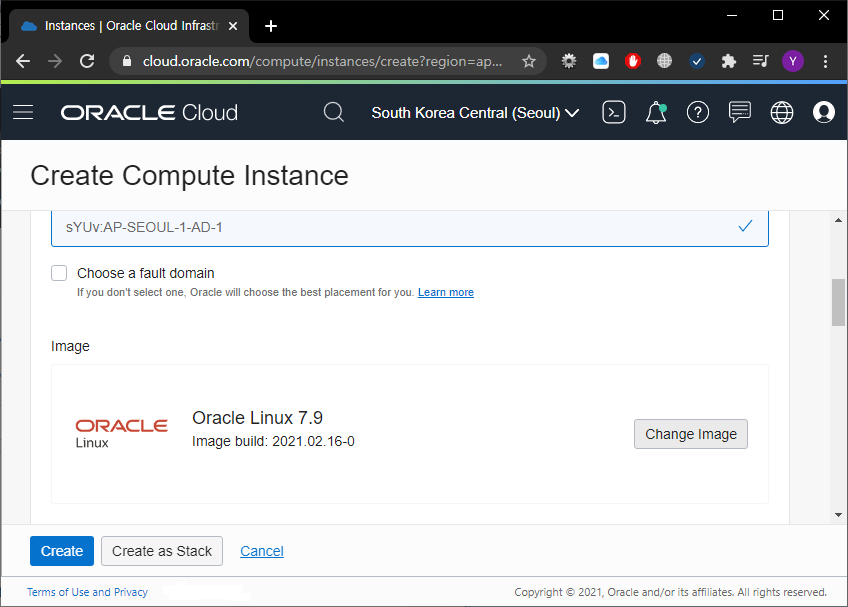 Instances | Oracle Cloud Infrastr
cloud.oracle.com/compute/instances/create?region=ap...
Y
ORACLE Cloud
South Korea Central (Seoul)
Create Compute Instance
sYUv:AP-SEOUL-1-AD-1
Choose a fault domain
If you don't select one, Oracle will choose the best placement for you. Learn more
Image
ORACLE
Linux
Oracle Linux 7.9
Image build: 2021.02.16-0
Change Image
Create
Create as Stack
Cancel
Terms of Use and Privacy
Copyright © 2021, Oracle and/or its affiliates. All rights reserved.